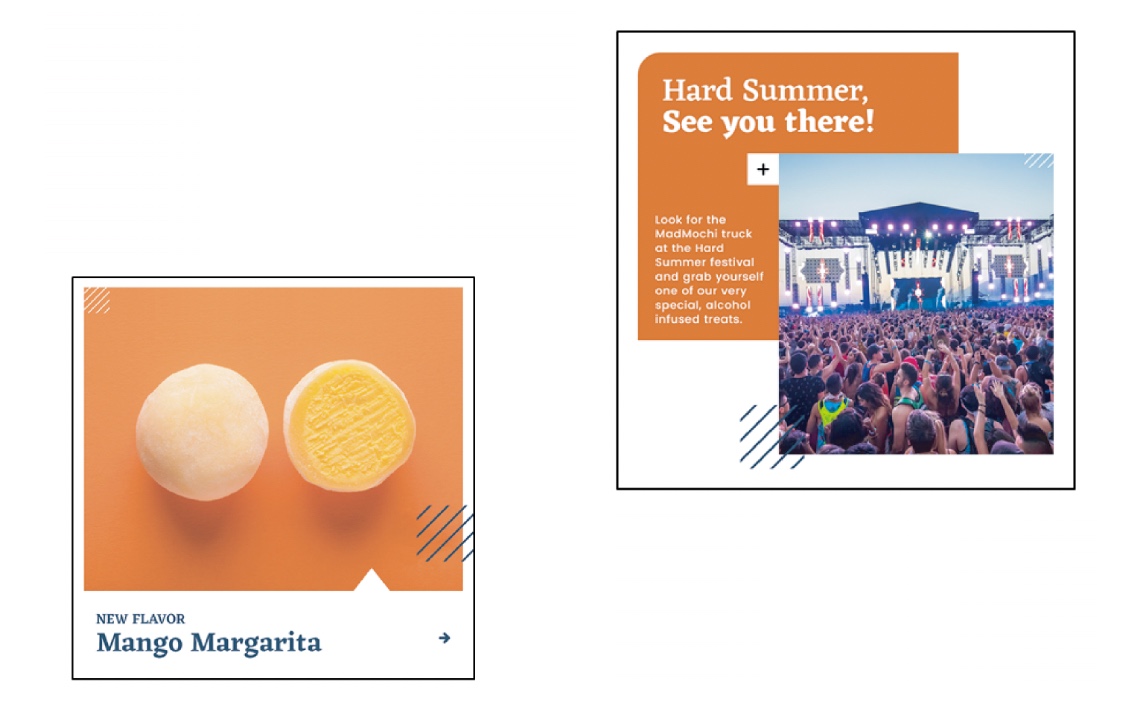 Hard Summer,
See you there!
+
Look for the
MadMochi truck
at the Hard
Summer festival
and grab yourself
one of our very
special, alcohol
infused treats.
NEW FLAVOR
Mango Margarita